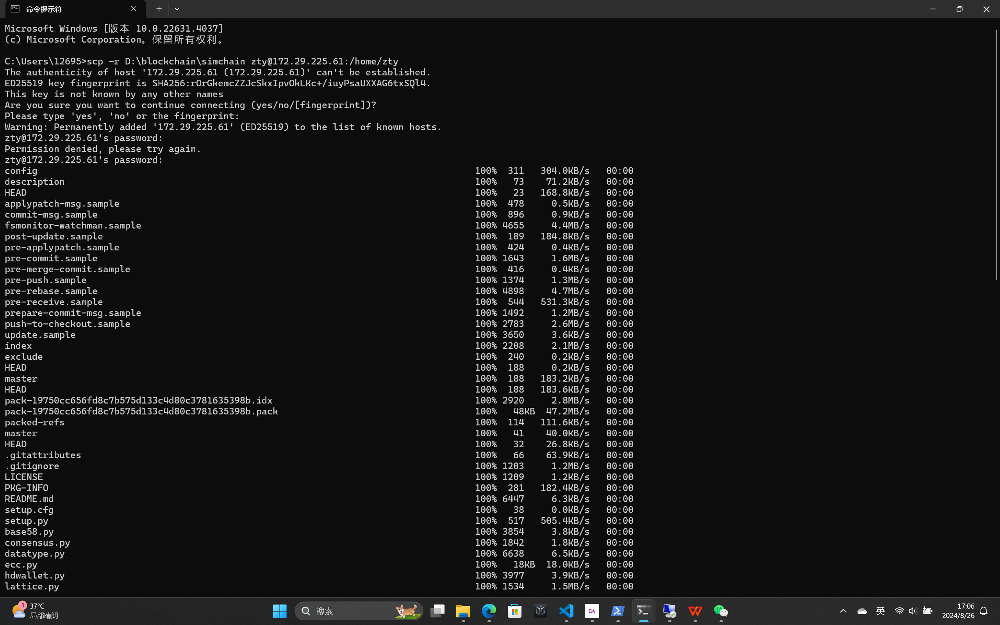 命令提示符
Microsoft Windows [版本 10.0.22631.4037]
(c) Microsoft Corporation。保留所有权利。
C:\Users\12695>scp -r D:\blockchain\simchain zty@172.29.225.61:/home/zty
The authenticity of host '172.29.225.61 (172.29.225.61)' can't be established.
ED25519 key fingerprint is SHA256:rOrGkemcZZJcSkxIpvOkLKc+/iuyPsaUXXAG6txSQl4.
This key is not known by any other names
Are you sure you want to continue connecting (yes/no/[fingerprint])?
Please type 'yes', 'no' or the fingerprint:
Warning: Permanently added '172.29.225.61' (ED25519) to the list of known hosts.
zty@172.29.225.61's password:
Permission denied, please try again.
zty@172.29.225.61's password:
config 100% 311 304.0KB/s 00:00
description 100% 73 71.2KB/s 00:00
HEAD 100% 23 168.8KB/s 00:00
applypatch-msg.sample 100% 478 0.5KB/s 00:00
commit-msg.sample 100% 896 0.9KB/s 00:00
fsmonitor-watchman.sample 100% 4655 4.4MB/s 00:00
post-update.sample 100% 189 184.8KB/s 00:00
pre-applypatch.sample 100% 424 0.4KB/s 00:00
pre-commit.sample 100% 1643 1.6MB/s 00:00
pre-merge-commit.sample 100% 416 0.4KB/s 00:00
pre-push.sample 100% 1374 1.3MB/s 00:00
pre-rebase.sample 100% 4898 4.7MB/s 00:00
pre-receive.sample 100% 544 531.3KB/s 00:00
prepare-commit-msg.sample 100% 1492 1.2MB/s 00:00
push-to-checkout.sample 100% 2783 2.6MB/s 00:00
update.sample 100% 3650 3.6KB/s 00:00
index 100% 2208 2.1MB/s 00:00
exclude 100% 240 0.2KB/s 00:00
HEAD 100% 188 0.2KB/s 00:00
master 100% 188 183.2KB/s 00:00
HEAD 100% 188 183.6KB/s 00:00
pack-19750cc656fd8c7b575d133c4d80c3781635398b.idx 100% 2920 2.8MB/s 00:00
pack-19750cc656fd8c7b575d133c4d80c3781635398b.pack 100% 48KB 47.2MB/s 00:00
packed-refs 100% 114 111.6KB/s 00:00
master 100% 41 40.0KB/s 00:00
HEAD 100% 32 26.8KB/s 00:00
.gitattributes 100% 66 63.9KB/s 00:00
.gitignore 100% 1203 1.2MB/s 00:00
LICENSE 100% 1209 1.2KB/s 00:00
PKG-INFO 100% 281 182.4KB/s 00:00
README.md 100% 6447 6.3KB/s 00:00
setup.cfg 100% 38 0.0KB/s 00:00
setup.py 100% 517 505.4KB/s 00:00
base58.py 100% 3854 3.8KB/s 00:00
consensus.py 100% 1842 1.8KB/s 00:00
datatype.py 100% 6638 6.5KB/s 00:00
ecc.py 100% 18KB 18.0KB/s 00:00
hdwallet.py 100% 3977 3.9KB/s 00:00
lattice.py 100% 1534 1.5MB/s 00:00
1
37°C
局部晴朗
搜索
英
17:06
2024/8/26